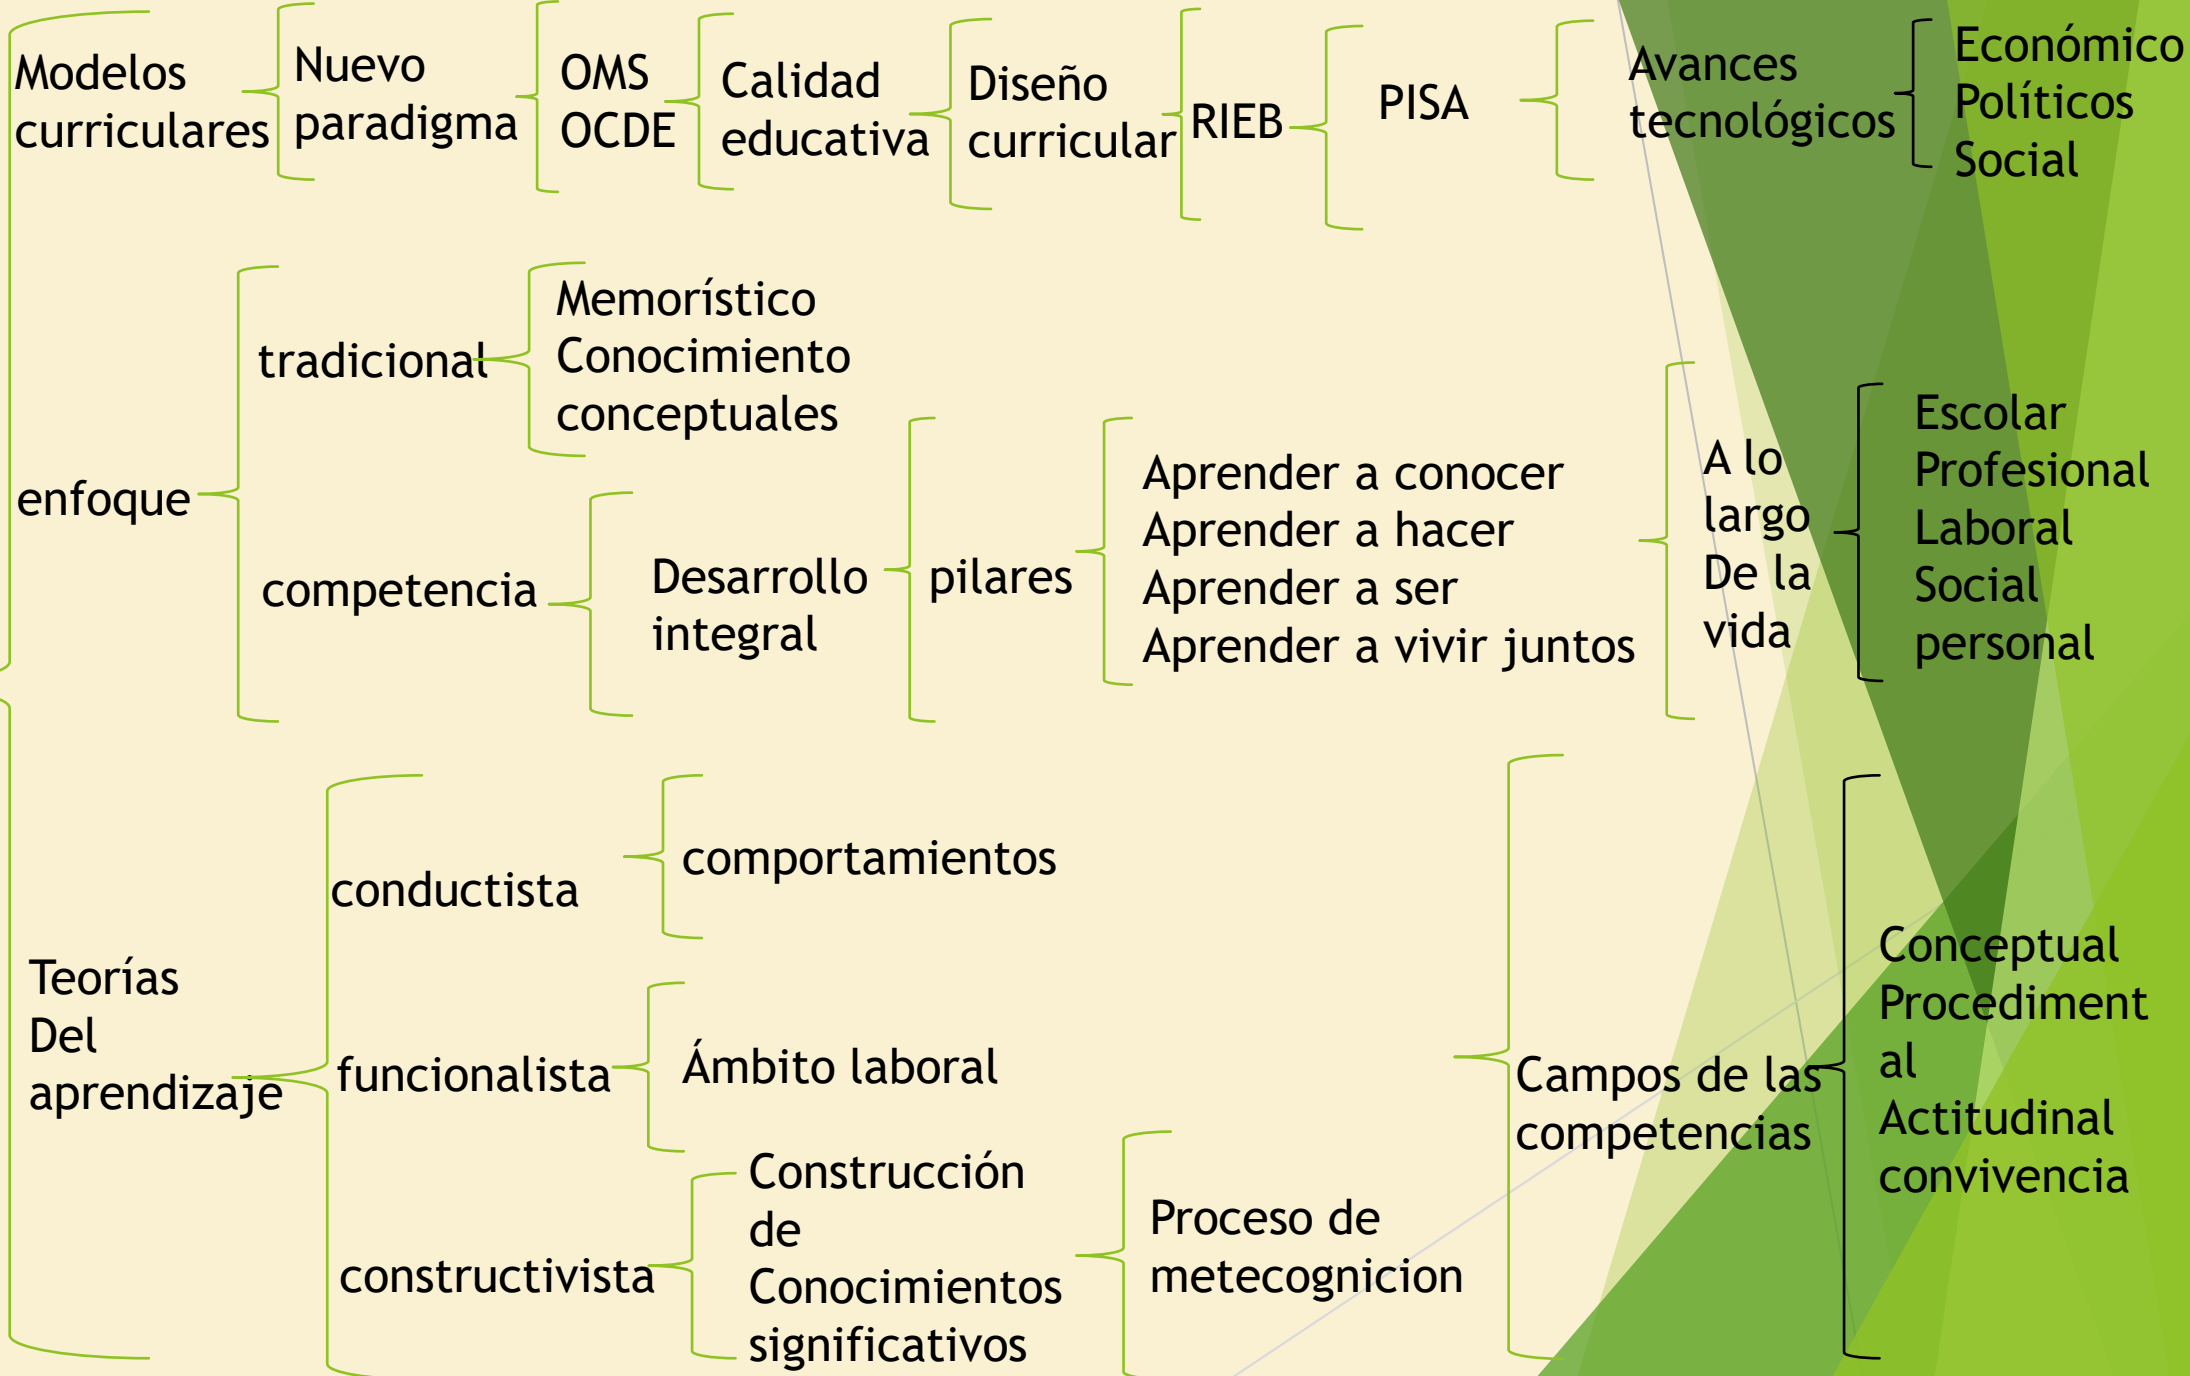 Modelos
curriculares
Nuevo
paradigma
OMS
OCDE
Calidad
educativa
Diseño
curricular
RIEB
PISA
Avances
tecnológicos
Económico
Políticos
Social
enfoque
tradicional
Memorístico
Conocimiento
conceptuales
competencia
Desarrollo
integral
pilares
Aprender a conocer
Aprender a hacer
Aprender a ser
Aprender a vivir juntos
A lo
largo
De la
vida
Escolar
Profesional
Laboral
Social
personal
Teorías
Del
aprendizaje
conductista
comportamientos
funcionalista
Ámbito laboral
constructivista
Construcción
de
Conocimientos
significativos
Proceso de
metecognicion
Campos de las
competencias
Conceptual
Procediment
al
Actitudinal
convivencia